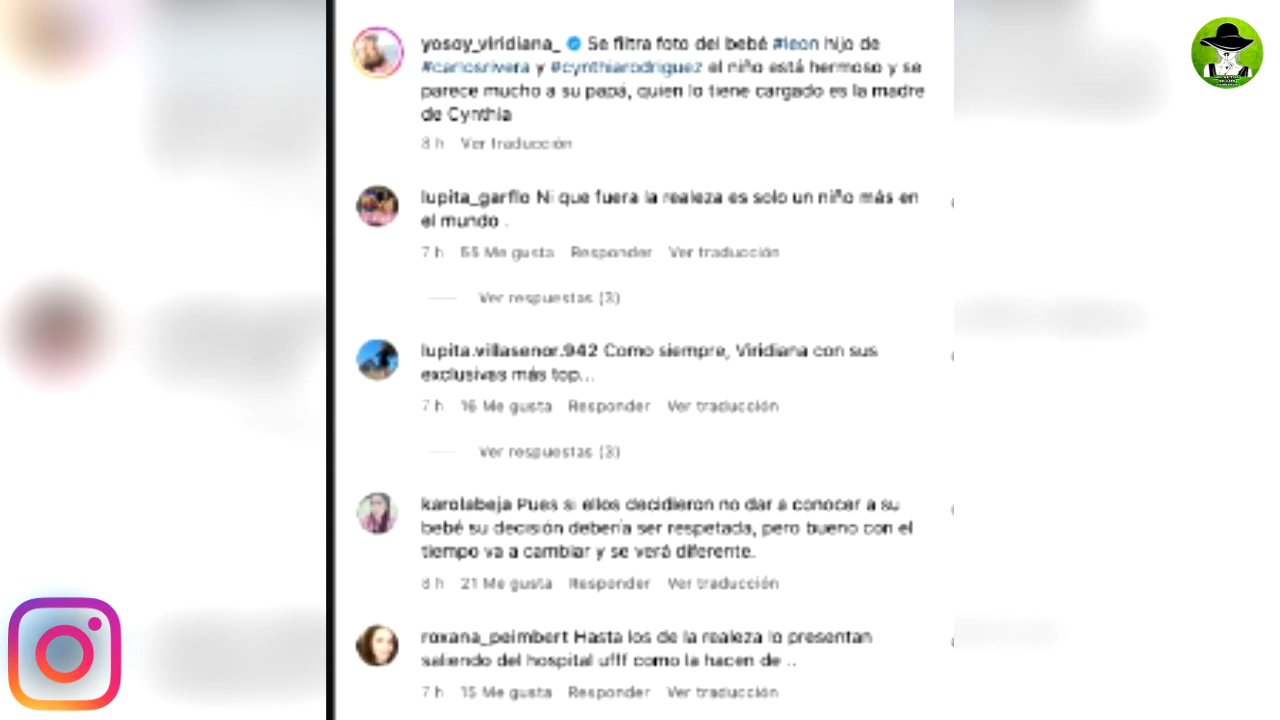 yosoy_viridiana_ Se filtra foto del bebé #leon hijo de
#carlosrivera y #cynthiarodriguez el niño está hermoso y se
parece mucho a su papá, quien lo tiene cargado es la madre
de Cynthia
8 h Ver traducción
lupita_garflo Ni que fuera la realeza es solo un niño más en
el mundo .
7 h 55 Me gusta Responder Ver traducción
Ver respuestas (3)
lupita.villasenor.942 Como siempre, Viridiana con sus
exclusivas más top...
7 h 16 Me gusta Responder Ver traducción
Ver respuestas (3)
karolabeja Pues si ellos decidieron no dar a conocer a su
bebé su decisión debería ser respetada, pero bueno con el
tiempo va a cambiar y se verá diferente.
8 h 21 Me gusta Responder Ver traducción
roxana_peimbert Hasta los de la realeza lo presentan
saliendo del hospital ufff como la hacen de ..
7 h 15 Me gusta Responder Ver traducción